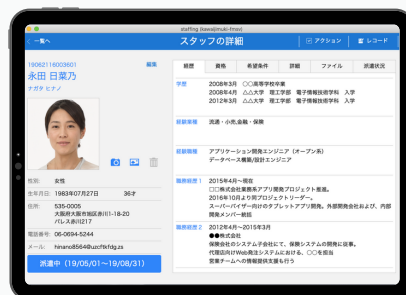 staffing (kawajimuki-fmav)
一覧へ
スタッフの詳細
アクション
レコード
19062116003601
編集
永田 日菜乃
ナガタ ヒナノ
性別: 女性
生年月日: 1983年07月27日 36才
住所: 535-0005
大阪府大阪市旭区赤川1-18-20
パレス赤川217
電話番号: 06-0694-5244
メール: hinano8564@uzcftkfdg.zs
派遣中（19/05/01〜19/08/31）
経歴 資格 希望条件 詳細 ファイル 派遣状況
学歴
2008年3月 〇〇高等学校卒業
2008年4月 △△大学 理工学部 電子情報技術学科 入学
2012年3月 △△大学 理工学部 電子情報技術学科 入学
経験業種
流通・小売,金融・保険
経験職種
アプリケーション開発エンジニア（オープン系）
データベース構築/設計エンジニア
職務経歴1
2015年4月〜現在
□□株式会社業務系アプリ開発プロジェクト推進。
2016年10月より同プロジェクトリーダー。
スーパーバイザー向けのタブレットアプリ開発。外部開発会社および、内部
開発メンバー統括
職務経歴2
2012年4月〜2015年3月
●●株式会社
保険会社のシステム子会社にて、保険システムの開発に従事。
代理店向けWeb発注システムにおける、〇〇を担当
営業チームへの情報提供支援も行う